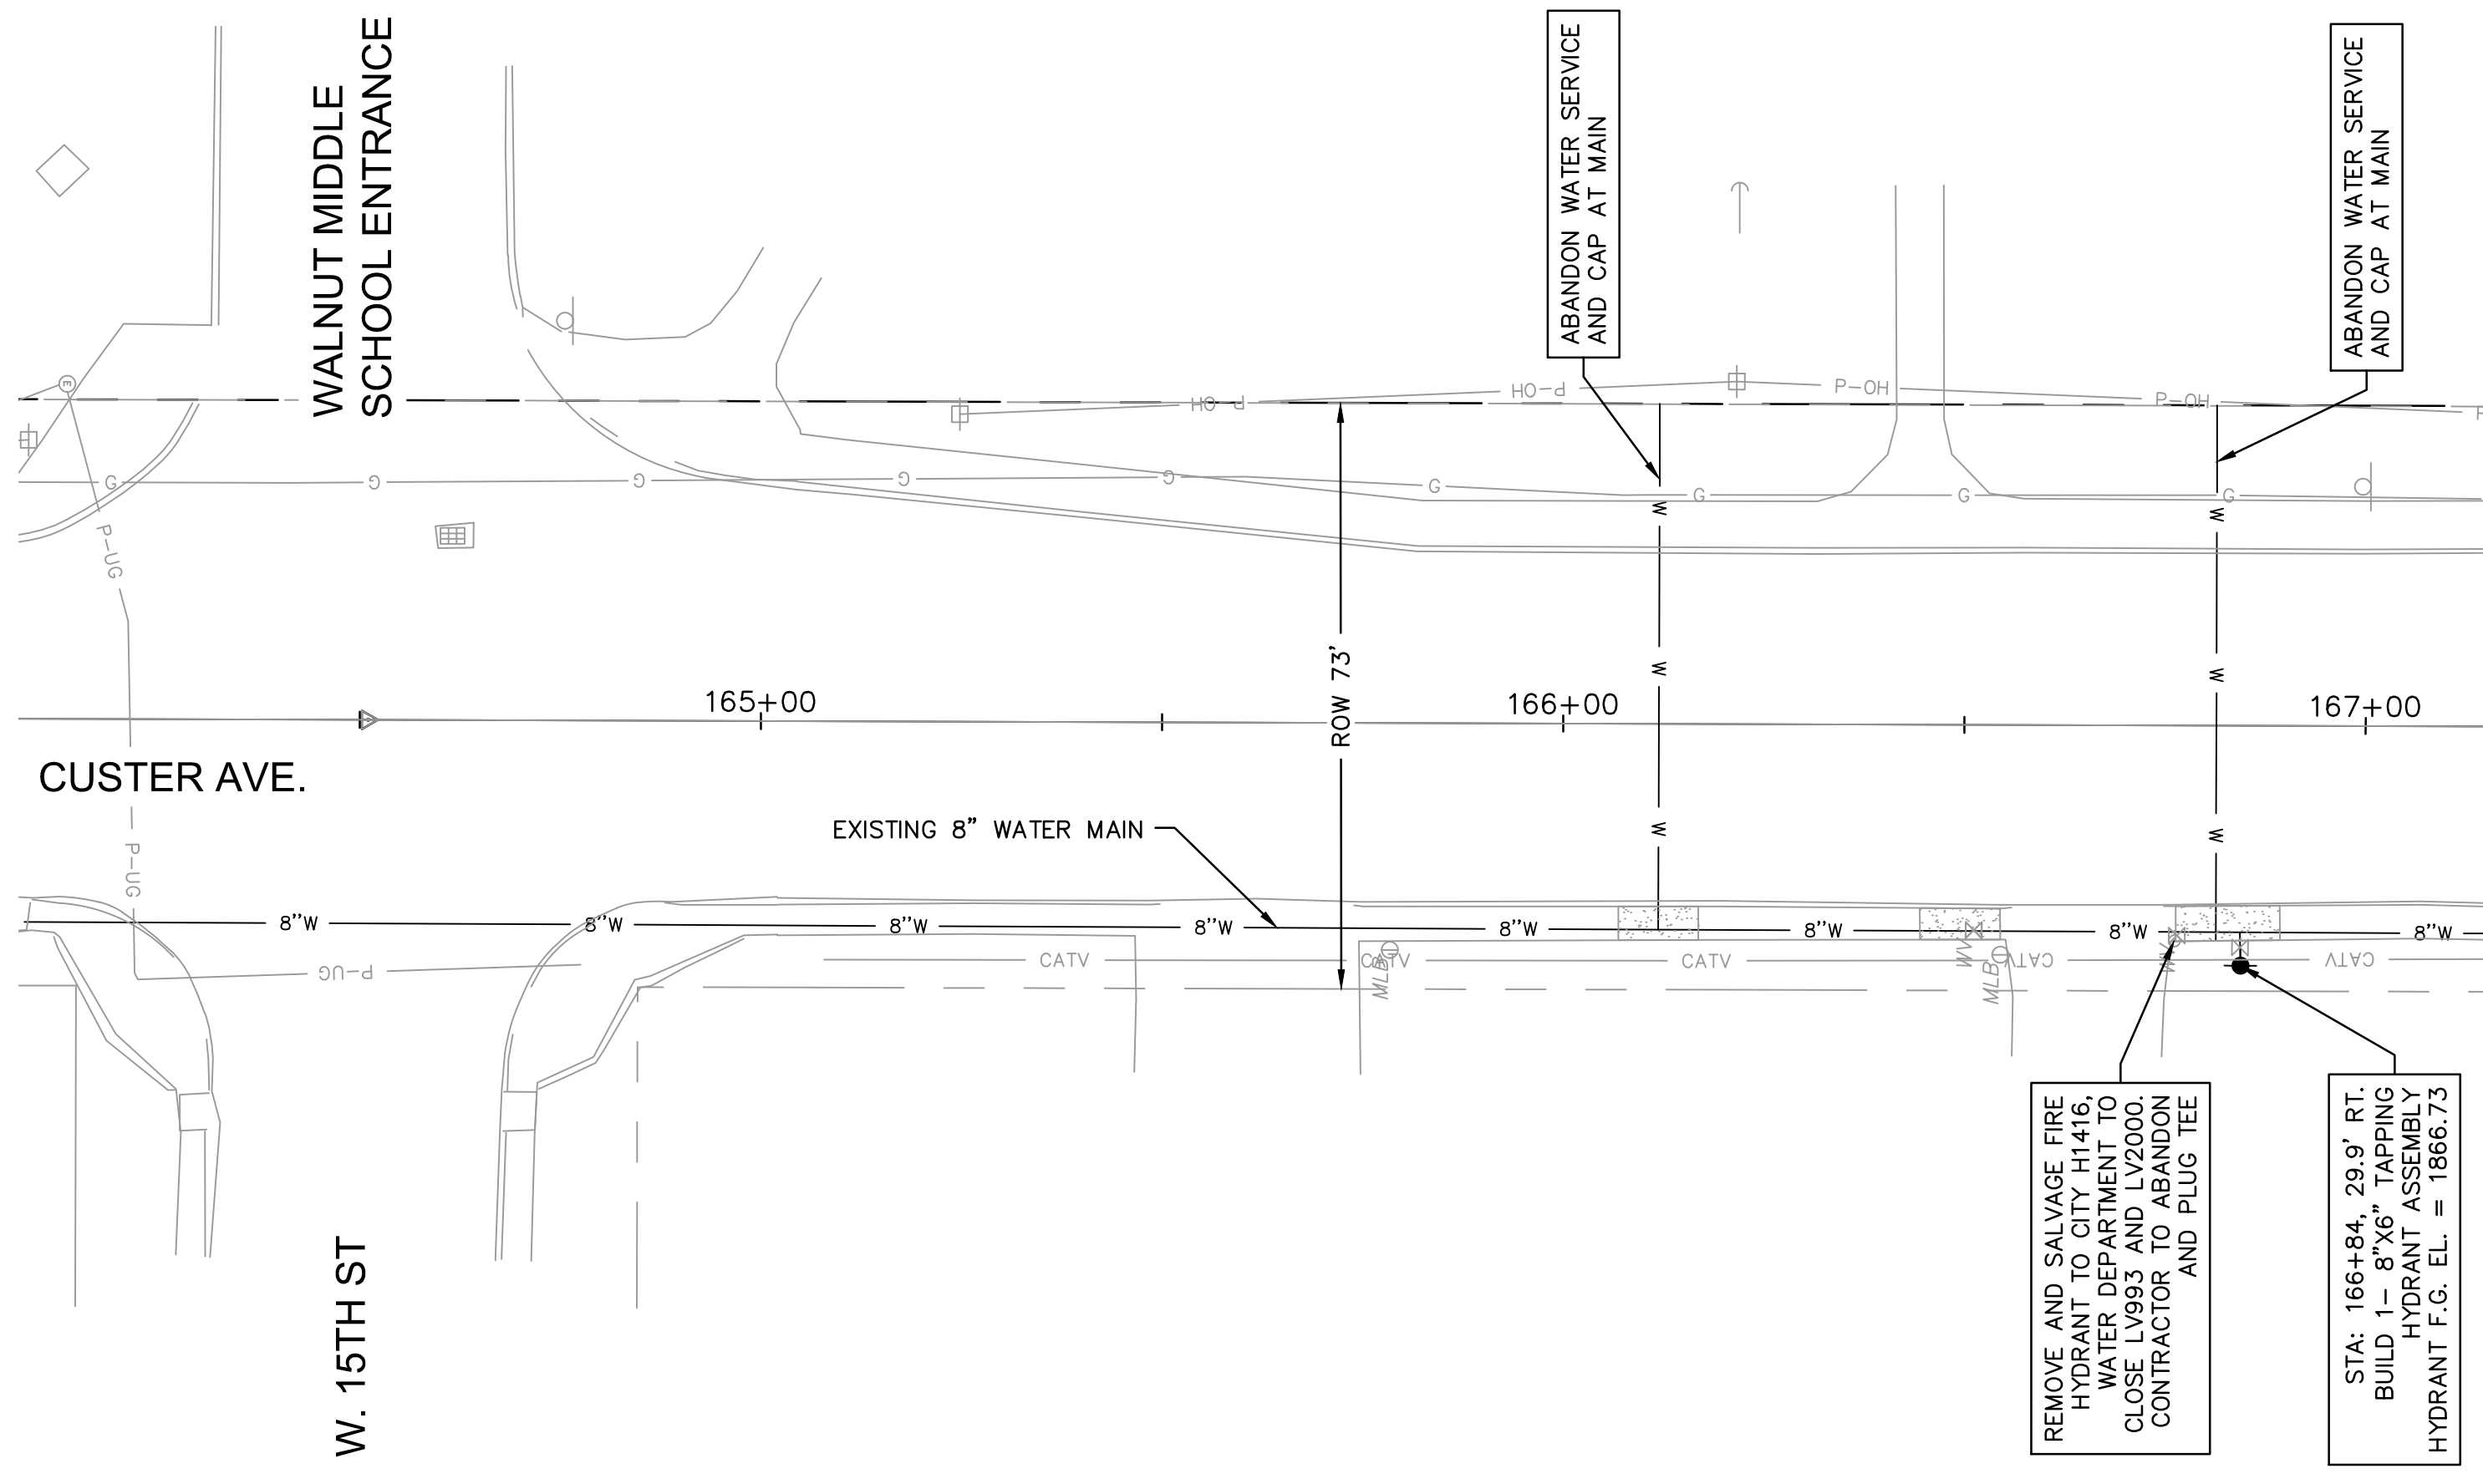 WALNUT MIDDLE
SCHOOL ENTRANCE
ABANDON WATER SERVICE
AND CAP AT MAIN
ABANDON WATER SERVICE
AND CAP AT MAIN
E
P-OH
P-OH
P-OH
P-OH
P
G
G
G
G
G
G
G
G
G
P-UG
W
W
W
W
W
W
165+00
166+00
167+00
ROW 73'
CUSTER AVE.
EXISTING 8" WATER MAIN
P-UG
8"W
8"W
8"W
8"W
8"W
8"W
8"W
8"W
P-UG
CATV
CATV
CATV
CATV
CATV
MLB
WV
MLB
WV
W. 15TH ST
REMOVE AND SALVAGE FIRE
HYDRANT TO CITY H1416,
WATER DEPARTMENT TO
CLOSE LV993 AND LV2000.
CONTRACTOR TO ABANDON
AND PLUG TEE
STA: 166+84, 29.9' RT.
BUILD 1- 8"X6" TAPPING
HYDRANT ASSEMBLY
HYDRANT F.G. EL. = 1866.73